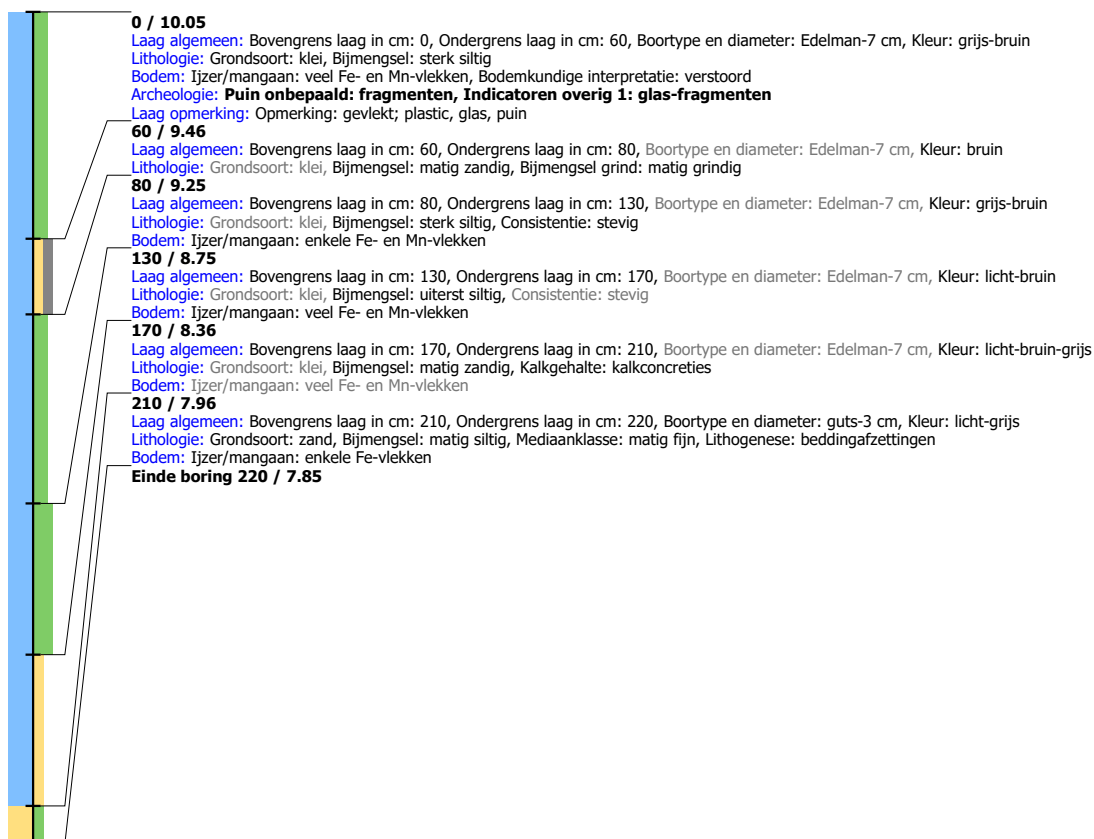 0 / 10.05
Laag algemeen: Bovengrens laag in cm: 0, Ondergrens laag in cm: 60, Boortype en diameter: Edelman-7 cm, Kleur: grijs-bruin
Lithologie: Grondsoort: klei, Bijmengsel: sterk siltig
Bodem: Ijzer/mangaan: veel Fe- en Mn-vlekken, Bodemkundige interpretatie: verstoord
Archeologie: Puin onbepaald: fragmenten, Indicatoren overig 1: glas-fragmenten
Laag opmerking: Opmerking: gevlekt; plastic, glas, puin
60 / 9.46
Laag algemeen: Bovengrens laag in cm: 60, Ondergrens laag in cm: 80, Boortype en diameter: Edelman-7 cm, Kleur: bruin
Lithologie: Grondsoort: klei, Bijmengsel: matig zandig, Bijmengsel grind: matig grindig
80 / 9.25
Laag algemeen: Bovengrens laag in cm: 80, Ondergrens laag in cm: 130, Boortype en diameter: Edelman-7 cm, Kleur: grijs-bruin
Lithologie: Grondsoort: klei, Bijmengsel: sterk siltig, Consistentie: stevig
Bodem: Ijzer/mangaan: enkele Fe- en Mn-vlekken
130 / 8.75
Laag algemeen: Bovengrens laag in cm: 130, Ondergrens laag in cm: 170, Boortype en diameter: Edelman-7 cm, Kleur: licht-bruin
Lithologie: Grondsoort: klei, Bijmengsel: uiterst siltig, Consistentie: stevig
Bodem: Ijzer/mangaan: veel Fe- en Mn-vlekken
170 / 8.36
Laag algemeen: Bovengrens laag in cm: 170, Ondergrens laag in cm: 210, Boortype en diameter: Edelman-7 cm, Kleur: licht-bruin-grijs
Lithologie: Grondsoort: klei, Bijmengsel: matig zandig, Kalkgehalte: kalkconcreties
Bodem: Ijzer/mangaan: veel Fe- en Mn-vlekken
210 / 7.96
Laag algemeen: Bovengrens laag in cm: 210, Ondergrens laag in cm: 220, Boortype en diameter: guts-3 cm, Kleur: licht-grijs
Lithologie: Grondsoort: zand, Bijmengsel: matig siltig, Mediaanklasse: matig fijn, Lithogenese: beddingafzettingen
Bodem: Ijzer/mangaan: enkele Fe-vlekken
Einde boring 220 / 7.85